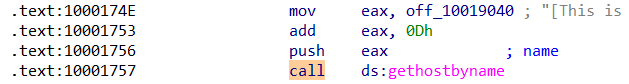 .text:1000174E mov eax, off_10019040 ; "[This is
.text:10001753 add eax, 0Dh
.text:10001756 push eax ; name
.text:10001757 call ds:gethostbyname